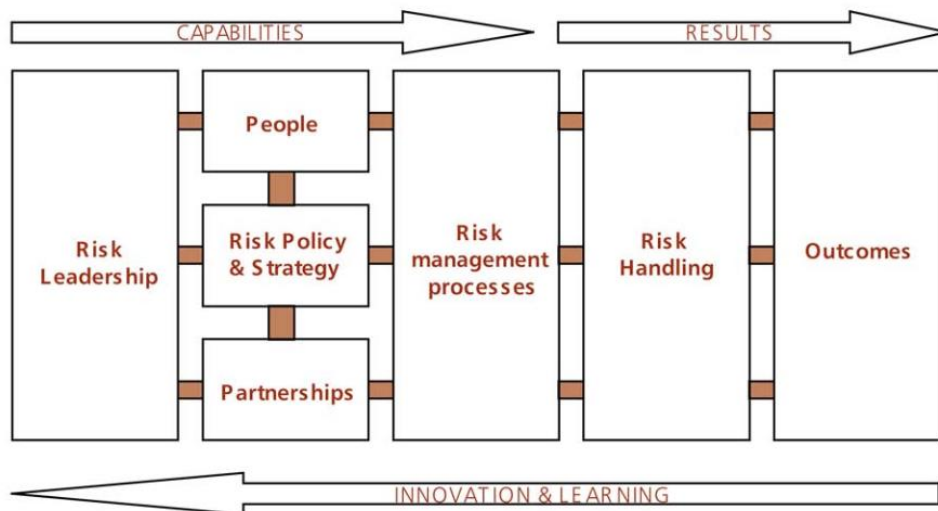 CAPABILITIES
RESULTS
Risk
Leadership
People
Risk Policy
& Strategy
Partnerships
Risk
management
processes
Risk
Handling
Outcomes
INNOVATION & LEARNING